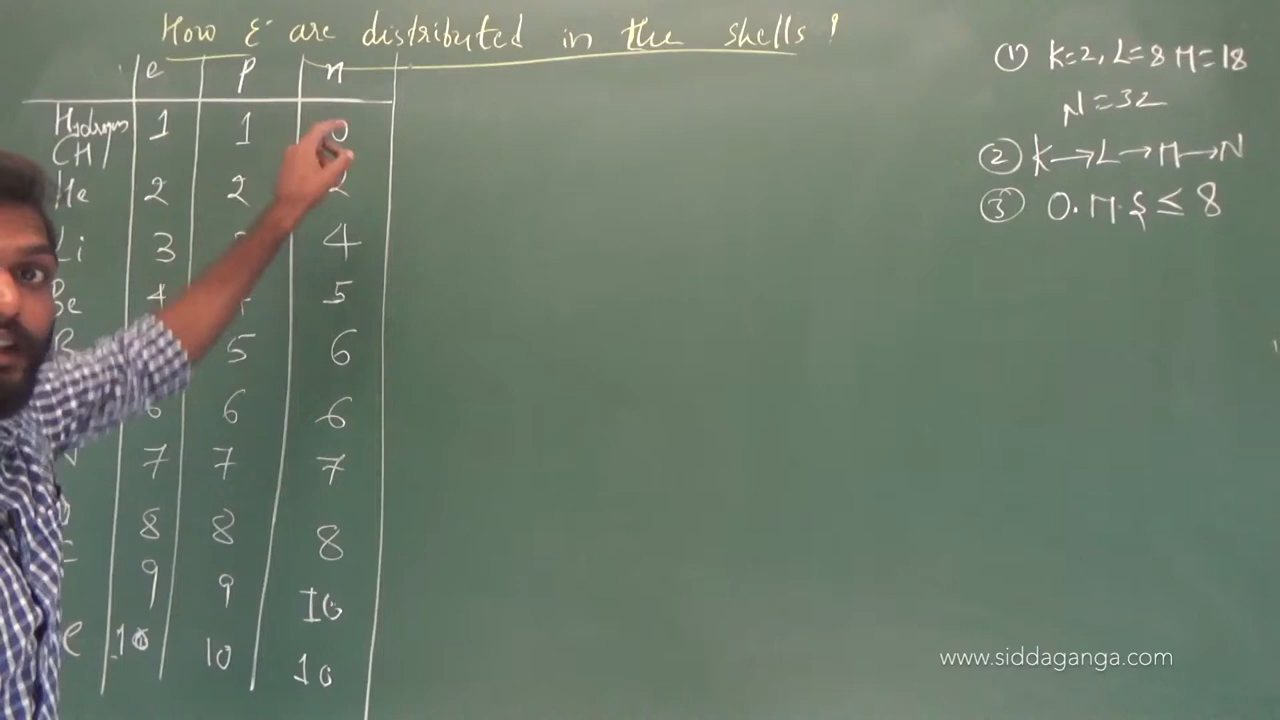 How e⁻ are distributed in the shells?
e p n
Hydrogen 1 1 0
(H)
He 2 2 2
Li 3 4
Be 4 5
B 5 6
6 6 6
7 7 7
8 8 8
9 9 10
e 10 10 10
① K=2, L=8 M=18
N=32
② K→L→M→N
③ O.M.S ≤ 8
www.siddaganga.com